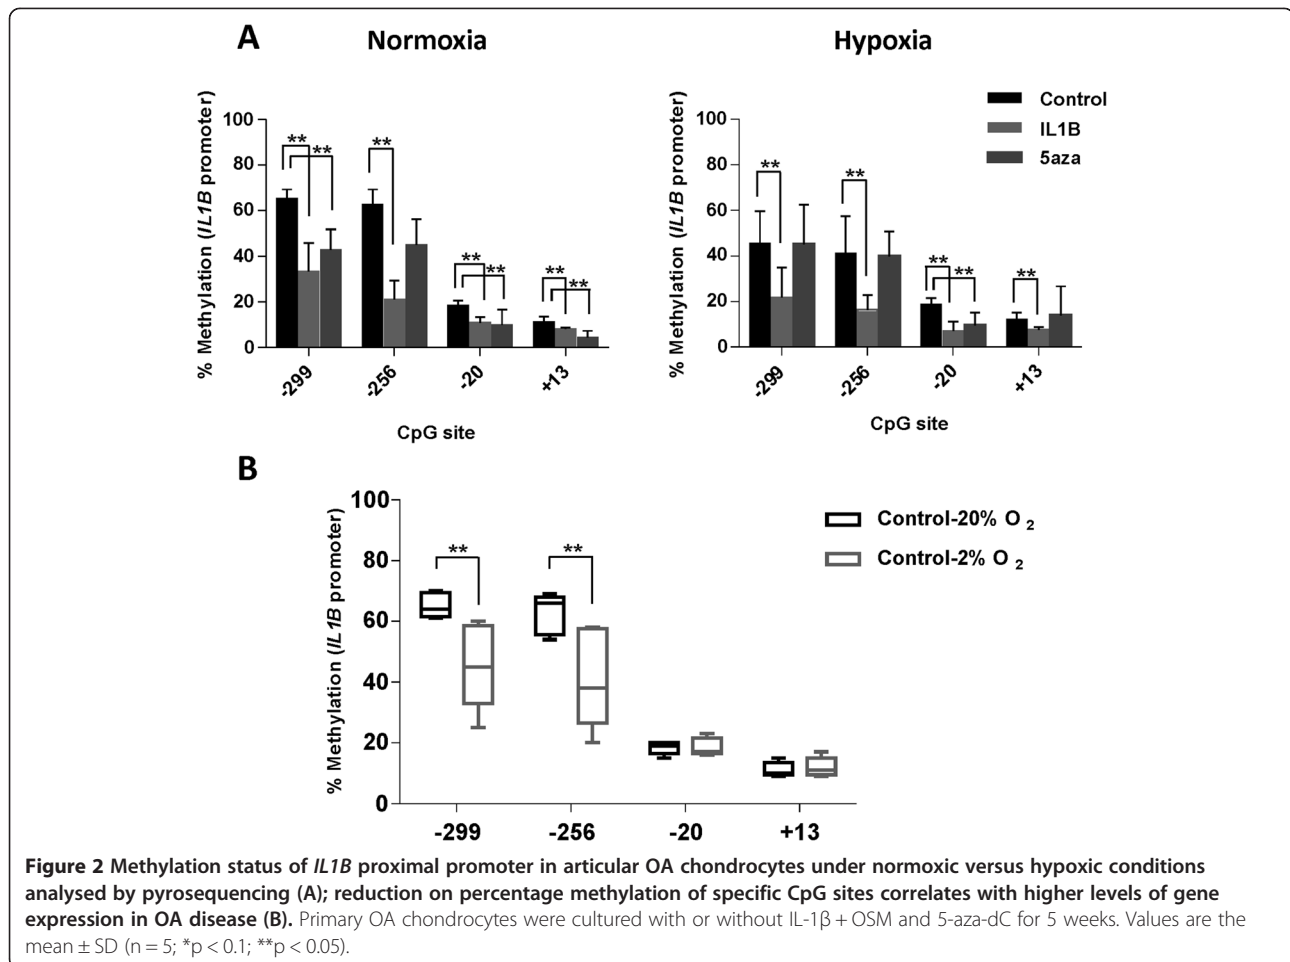 A
Normoxia
Hypoxia
Control
IL1B
5aza
% Methylation (IL1B promoter)
100
80
60
40
20
0
** ** ** ** ** ** **
-299 -256 -20 +13
CpG site
% Methylation (IL1B promoter)
100
80
60
40
20
0
** ** ** ** **
-299 -256 -20 +13
CpG site
B
Control-20% O 2
Control-2% O 2
% Methylation (IL1B promoter)
100
80
60
40
20
0
** **
-299 -256 -20 +13
Figure 2 Methylation status of IL1B proximal promoter in articular OA chondrocytes under normoxic versus hypoxic conditions
analysed by pyrosequencing (A); reduction on percentage methylation of specific CpG sites correlates with higher levels of gene
expression in OA disease (B). Primary OA chondrocytes were cultured with or without IL-1β + OSM and 5-aza-dC for 5 weeks. Values are the
mean ± SD (n = 5; *p < 0.1; **p < 0.05).